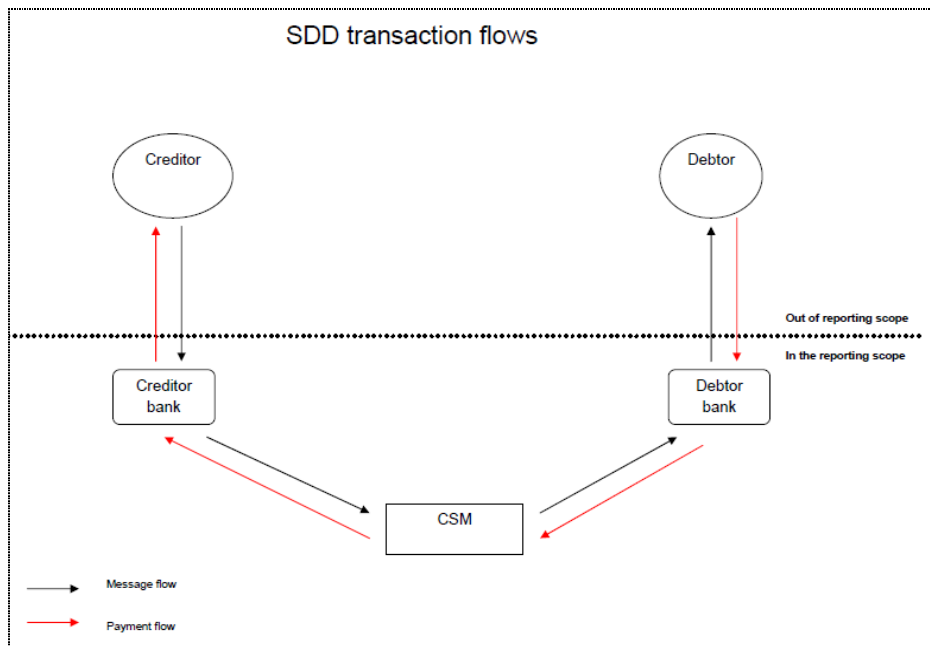 SDD transaction flows
Creditor
Debtor
Out of reporting scope
In the reporting scope
Creditor
bank
Debtor
bank
CSM
Message flow
Payment flow